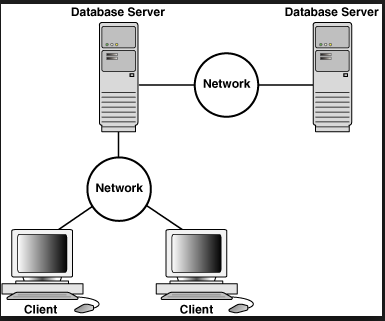 Database Server
Database Server
Network
Network
Client
Client